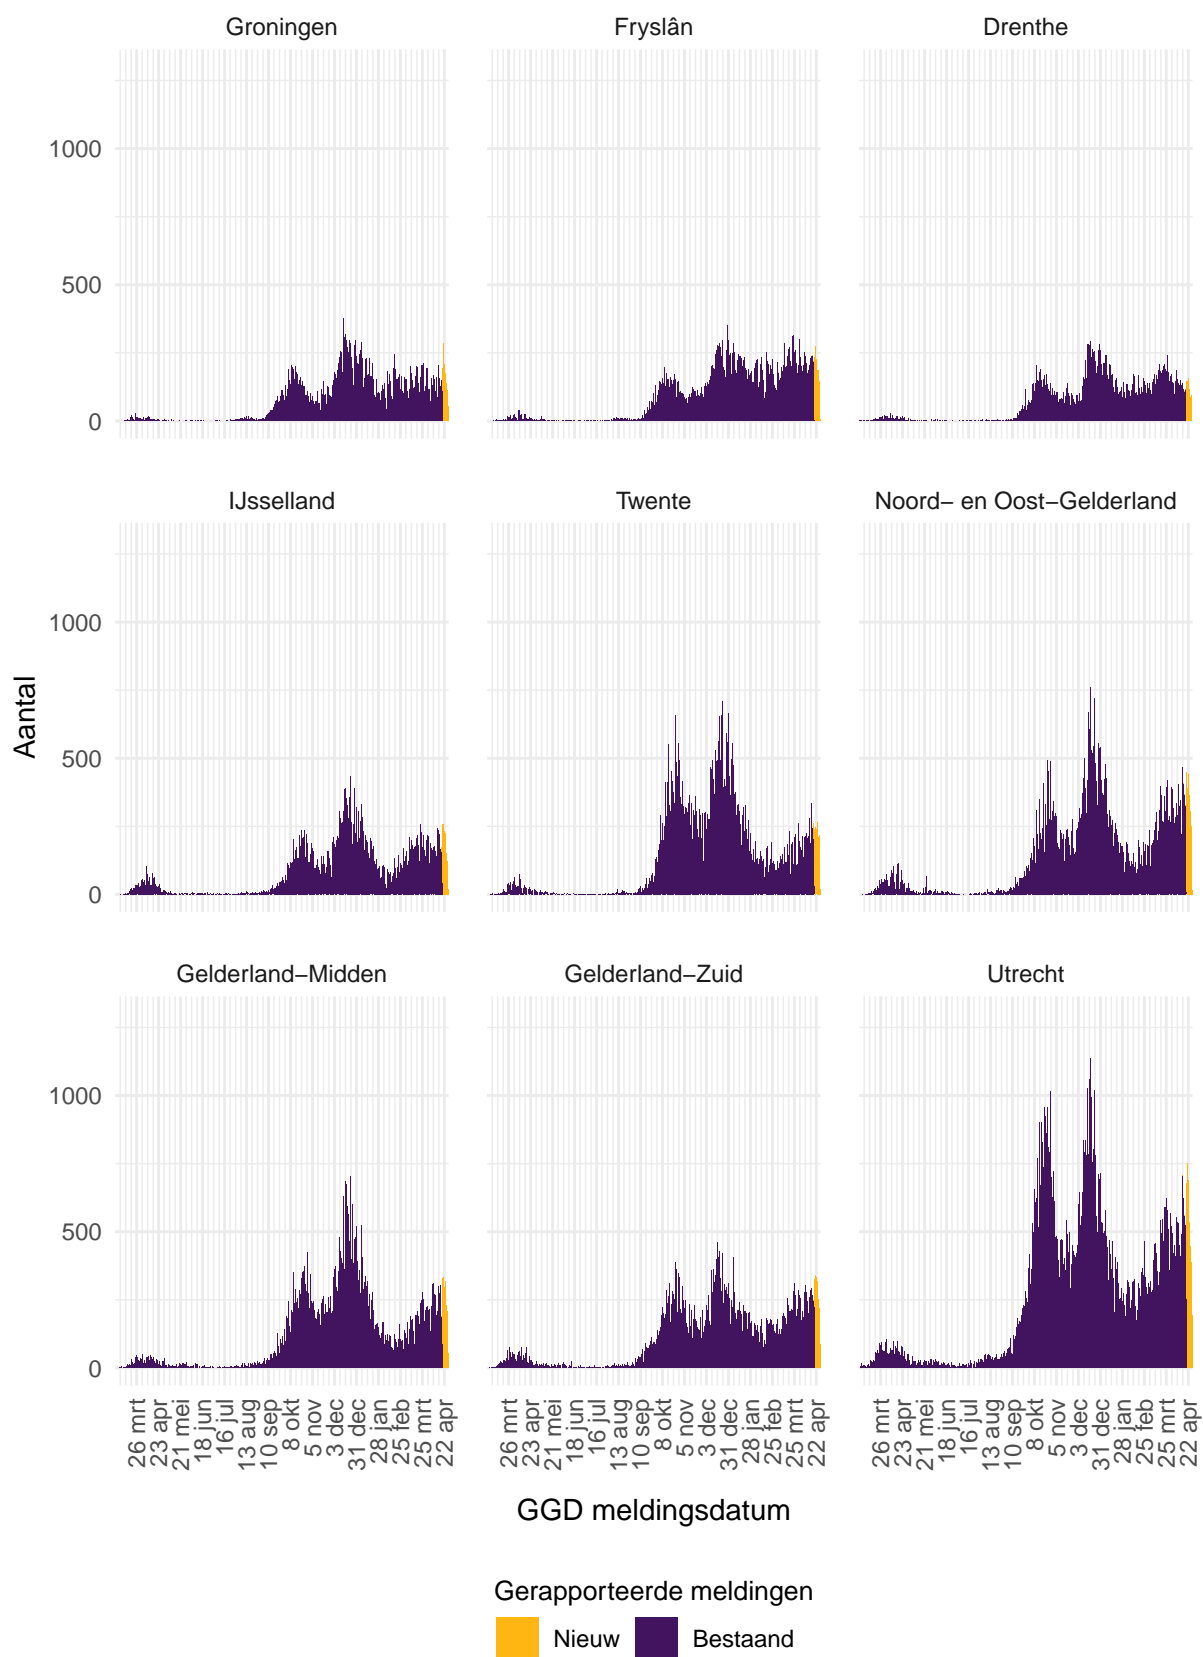 Groningen Fryslân Drenthe
1000
500
0
IJsselland Twente Noord− en Oost−Gelderland
1000
500
0
Aantal
Gelderland−Midden Gelderland−Zuid Utrecht
1000
500
0
26 mrt 23 apr 21 mei 18 jun 16 jul 13 aug 10 sep 8 okt 5 nov 3 dec 31 dec 28 jan 25 feb 25 mrt 22 apr
26 mrt 23 apr 21 mei 18 jun 16 jul 13 aug 10 sep 8 okt 5 nov 3 dec 31 dec 28 jan 25 feb 25 mrt 22 apr
26 mrt 23 apr 21 mei 18 jun 16 jul 13 aug 10 sep 8 okt 5 nov 3 dec 31 dec 28 jan 25 feb 25 mrt 22 apr
GGD meldingsdatum
Gerapporteerde meldingen
Nieuw Bestaand